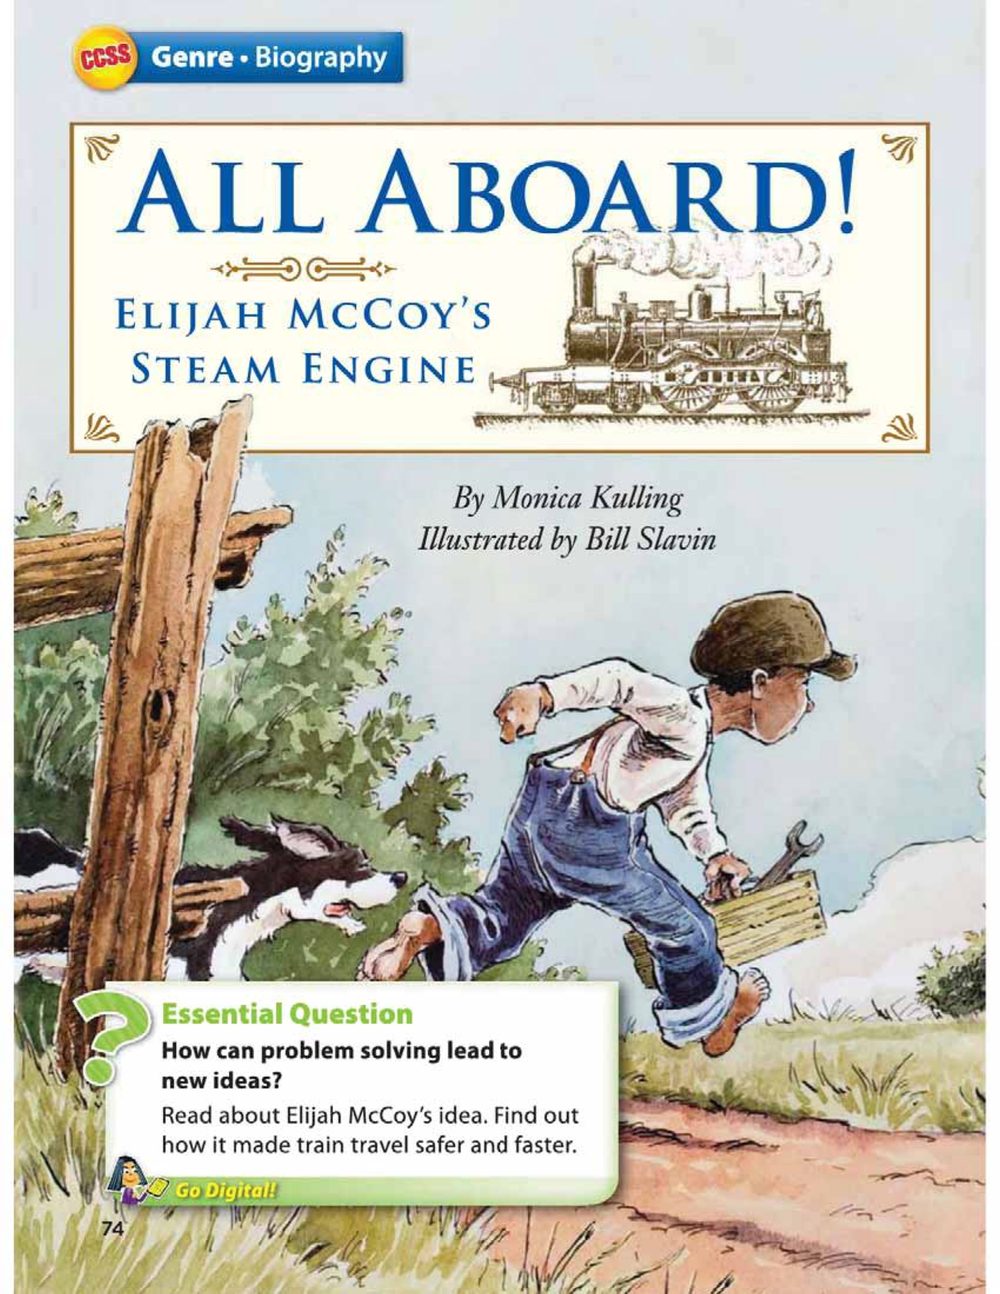 CCSS Genre • Biography
ALL ABOARD!
ELIJAH MCCOY'S
STEAM ENGINE
By Monica Kulling
Illustrated by Bill Slavin
?
Essential Question
How can problem solving lead to
new ideas?
Read about Elijah McCoy's idea. Find out
how it made train travel safer and faster.
Go Digital!
74